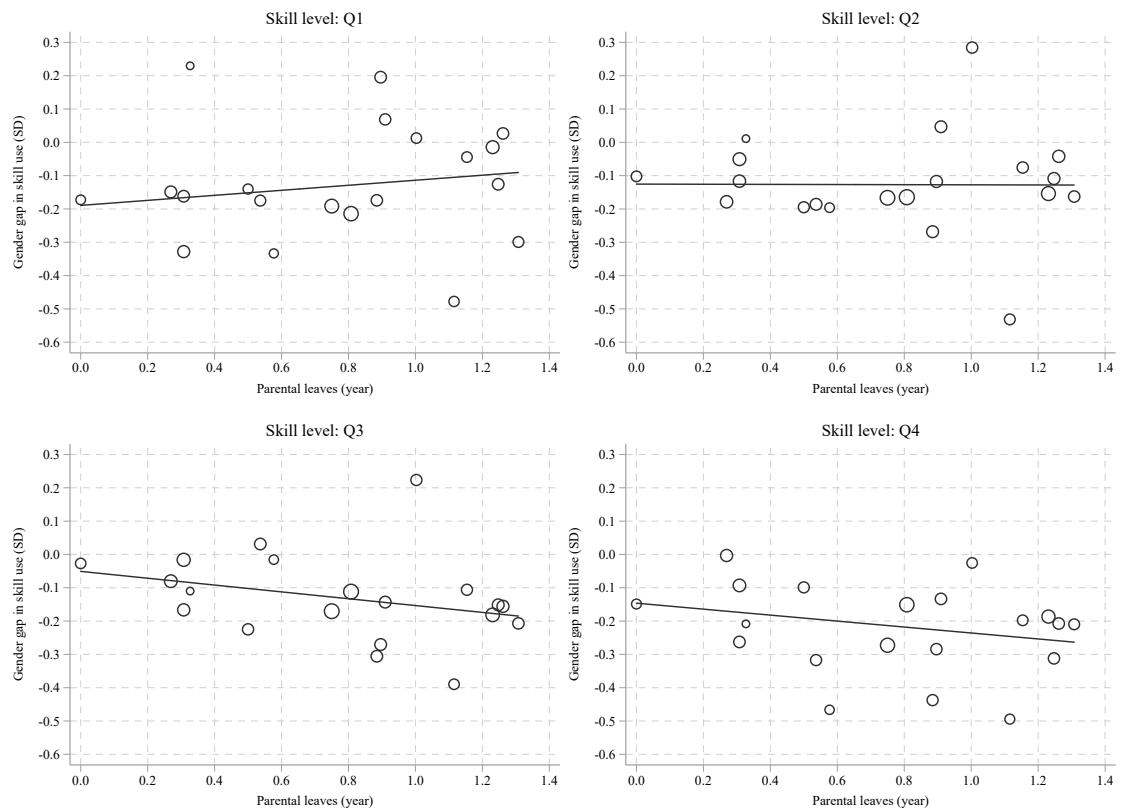 Skill level: Q1
0.3
0.2
0.1
0.0
-0.1
-0.2
-0.3
-0.4
-0.5
-0.6
Gender gap in skill use (SD)
0.0 0.2 0.4 0.6 0.8 1.0 1.2 1.4
Parental leaves (year)
Skill level: Q2
0.3
0.2
0.1
0.0
-0.1
-0.2
-0.3
-0.4
-0.5
-0.6
Gender gap in skill use (SD)
0.0 0.2 0.4 0.6 0.8 1.0 1.2 1.4
Parental leaves (year)
Skill level: Q3
0.3
0.2
0.1
0.0
-0.1
-0.2
-0.3
-0.4
-0.5
-0.6
Gender gap in skill use (SD)
0.0 0.2 0.4 0.6 0.8 1.0 1.2 1.4
Parental leaves (year)
Skill level: Q4
0.3
0.2
0.1
0.0
-0.1
-0.2
-0.3
-0.4
-0.5
-0.6
Gender gap in skill use (SD)
0.0 0.2 0.4 0.6 0.8 1.0 1.2 1.4
Parental leaves (year)